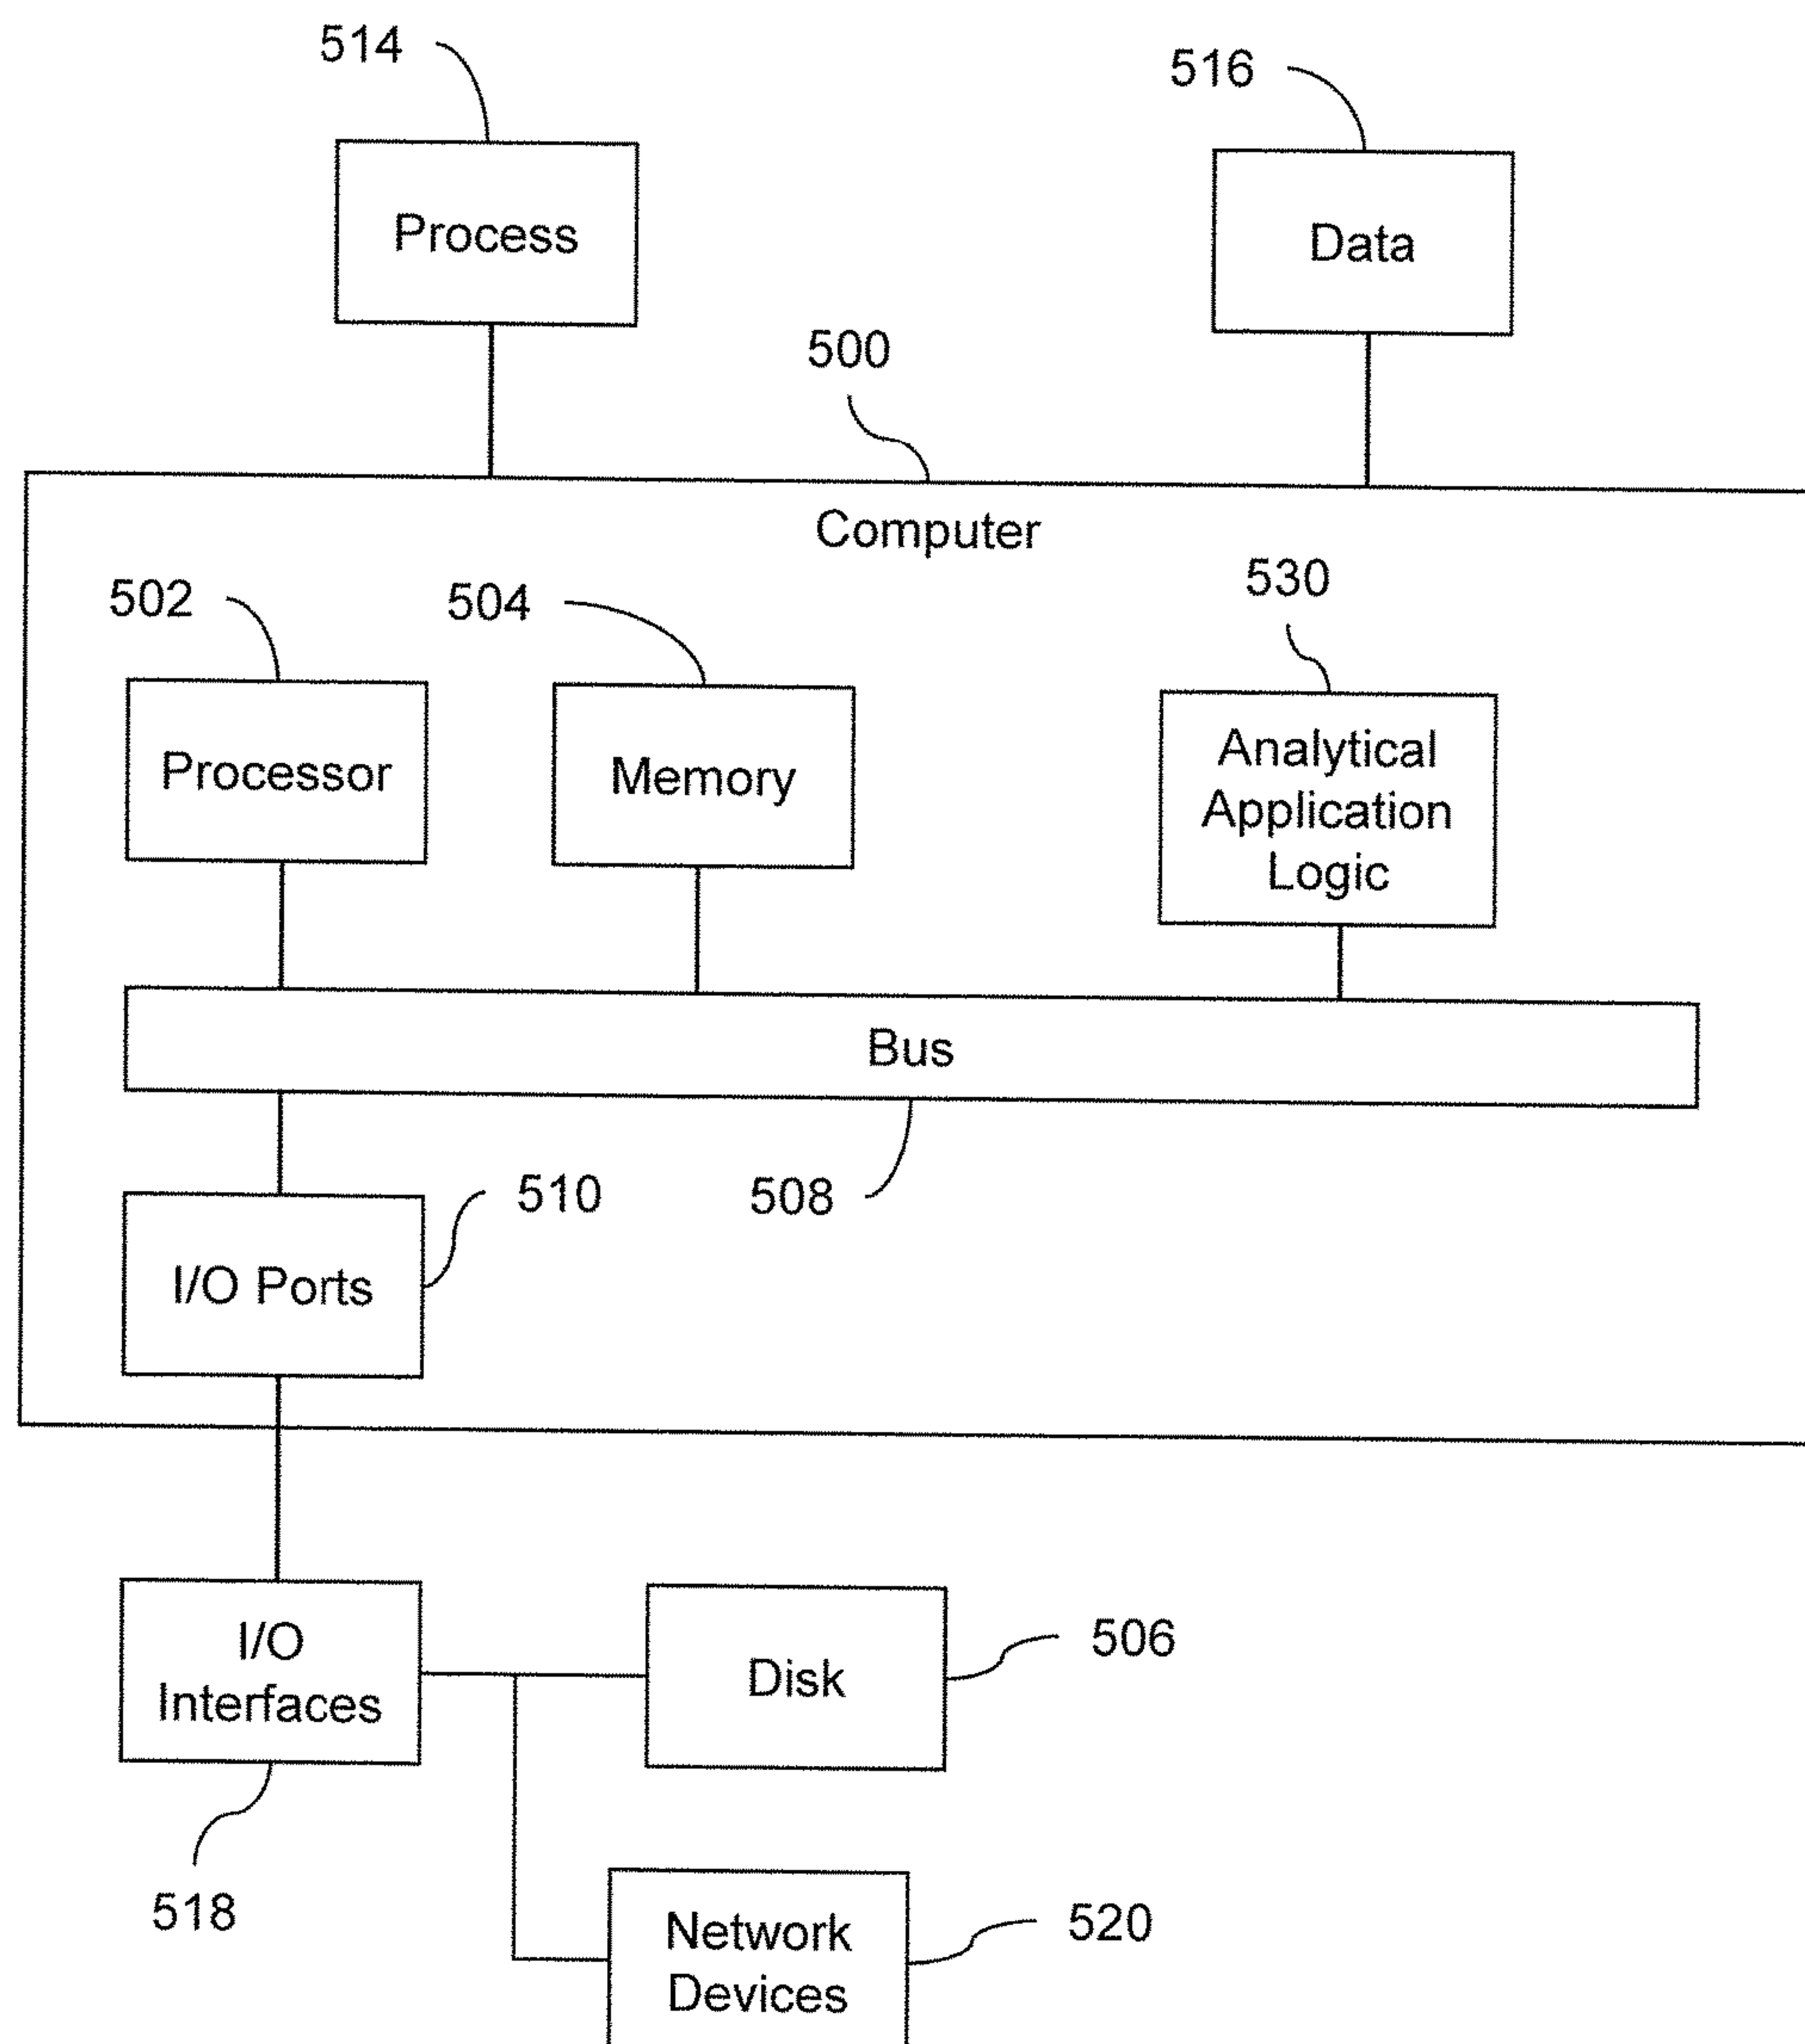 514
516
Process
Data
500
Computer
502
504
530
Processor
Memory
Analytical
Application
Logic
Bus
510
508
I/O Ports
I/O
Interfaces
Disk
506
518
Network
Devices
520